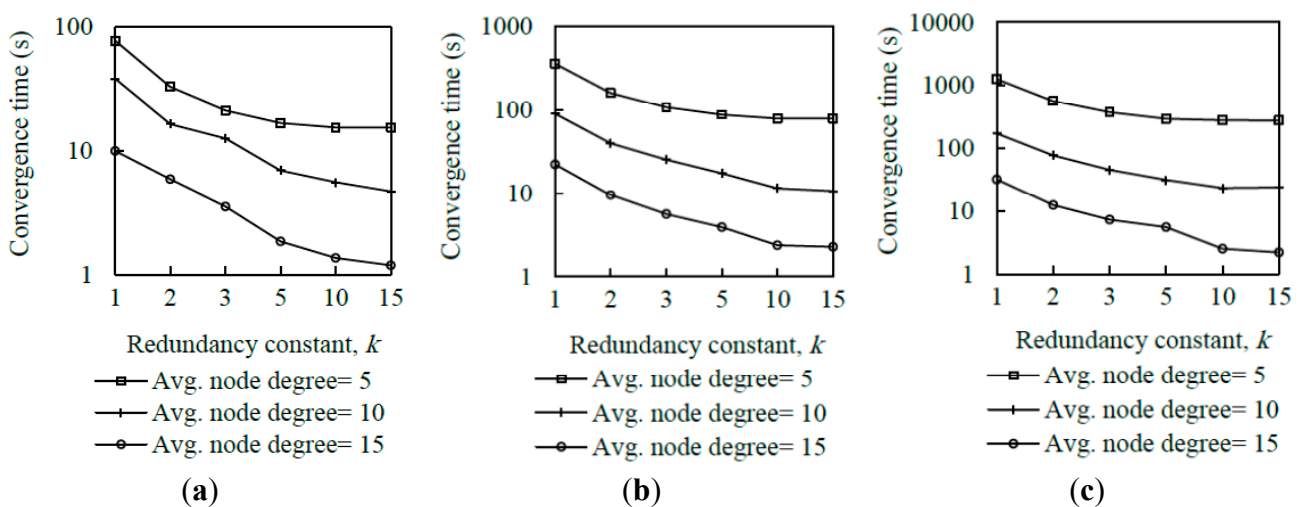 Convergence time (s)
100
10
1
1 2 3 5 10 15
Redundancy constant, k
Avg. node degree= 5
Avg. node degree= 10
Avg. node degree= 15
(a)
Convergence time (s)
1000
100
10
1
1 2 3 5 10 15
Redundancy constant, k
Avg. node degree= 5
Avg. node degree= 10
Avg. node degree= 15
(b)
Convergence time (s)
10000
1000
100
10
1
1 2 3 5 10 15
Redundancy constant, k
Avg. node degree= 5
Avg. node degree= 10
Avg. node degree= 15
(c)